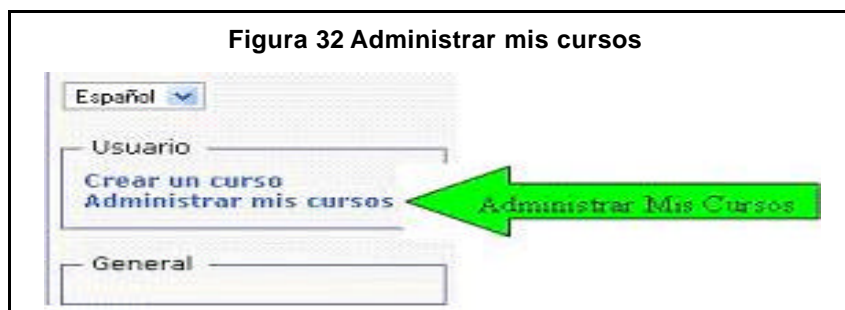 Figura 32 Administrar mis cursos
Español
Usuario
Crear un curso
Administrar mis cursos
Administrar Mis Cursos
General